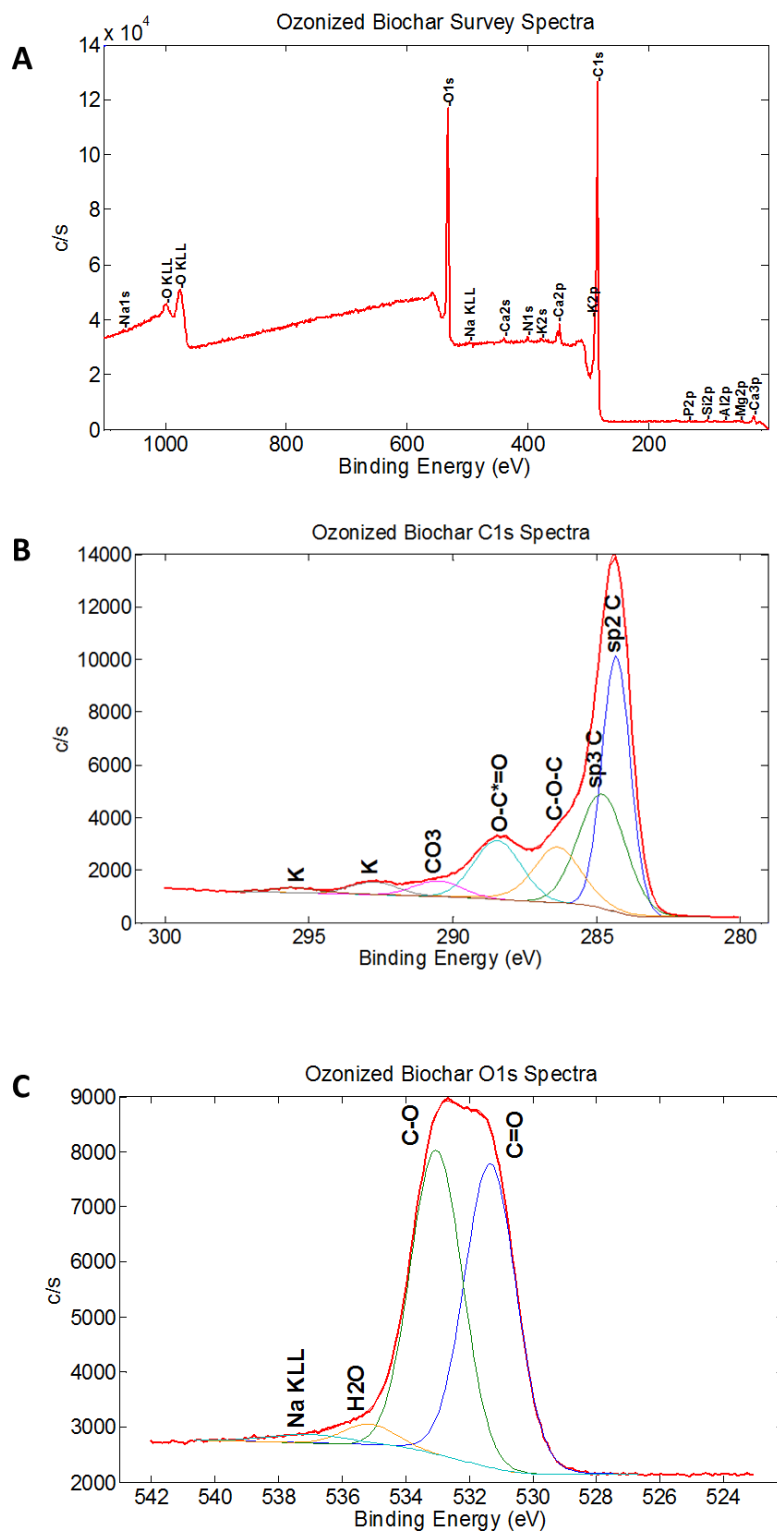 A
Ozonized Biochar Survey Spectra
14 x 10⁴
12
10
8
6
4
2
0
c/s
Na1s
O KLL
O KLL
O1s
Na KLL
Ca2s
N1s
K2s
Ca2p
K2p
C1s
P2p
Si2p
Al2p
Mg2p
Ca3p
1000 800 600 400 200
Binding Energy (eV)
B
Ozonized Biochar C1s Spectra
14000
12000
10000
8000
6000
4000
2000
0
c/s
K
K
CO3
O-C*=O
C-O-C
sp3 C
sp2 C
300 295 290 285 280
Binding Energy (eV)
C
Ozonized Biochar O1s Spectra
9000
8000
7000
6000
5000
4000
3000
2000
c/s
Na KLL
H2O
C-O
C=O
542 540 538 536 534 532 530 528 526 524
Binding Energy (eV)